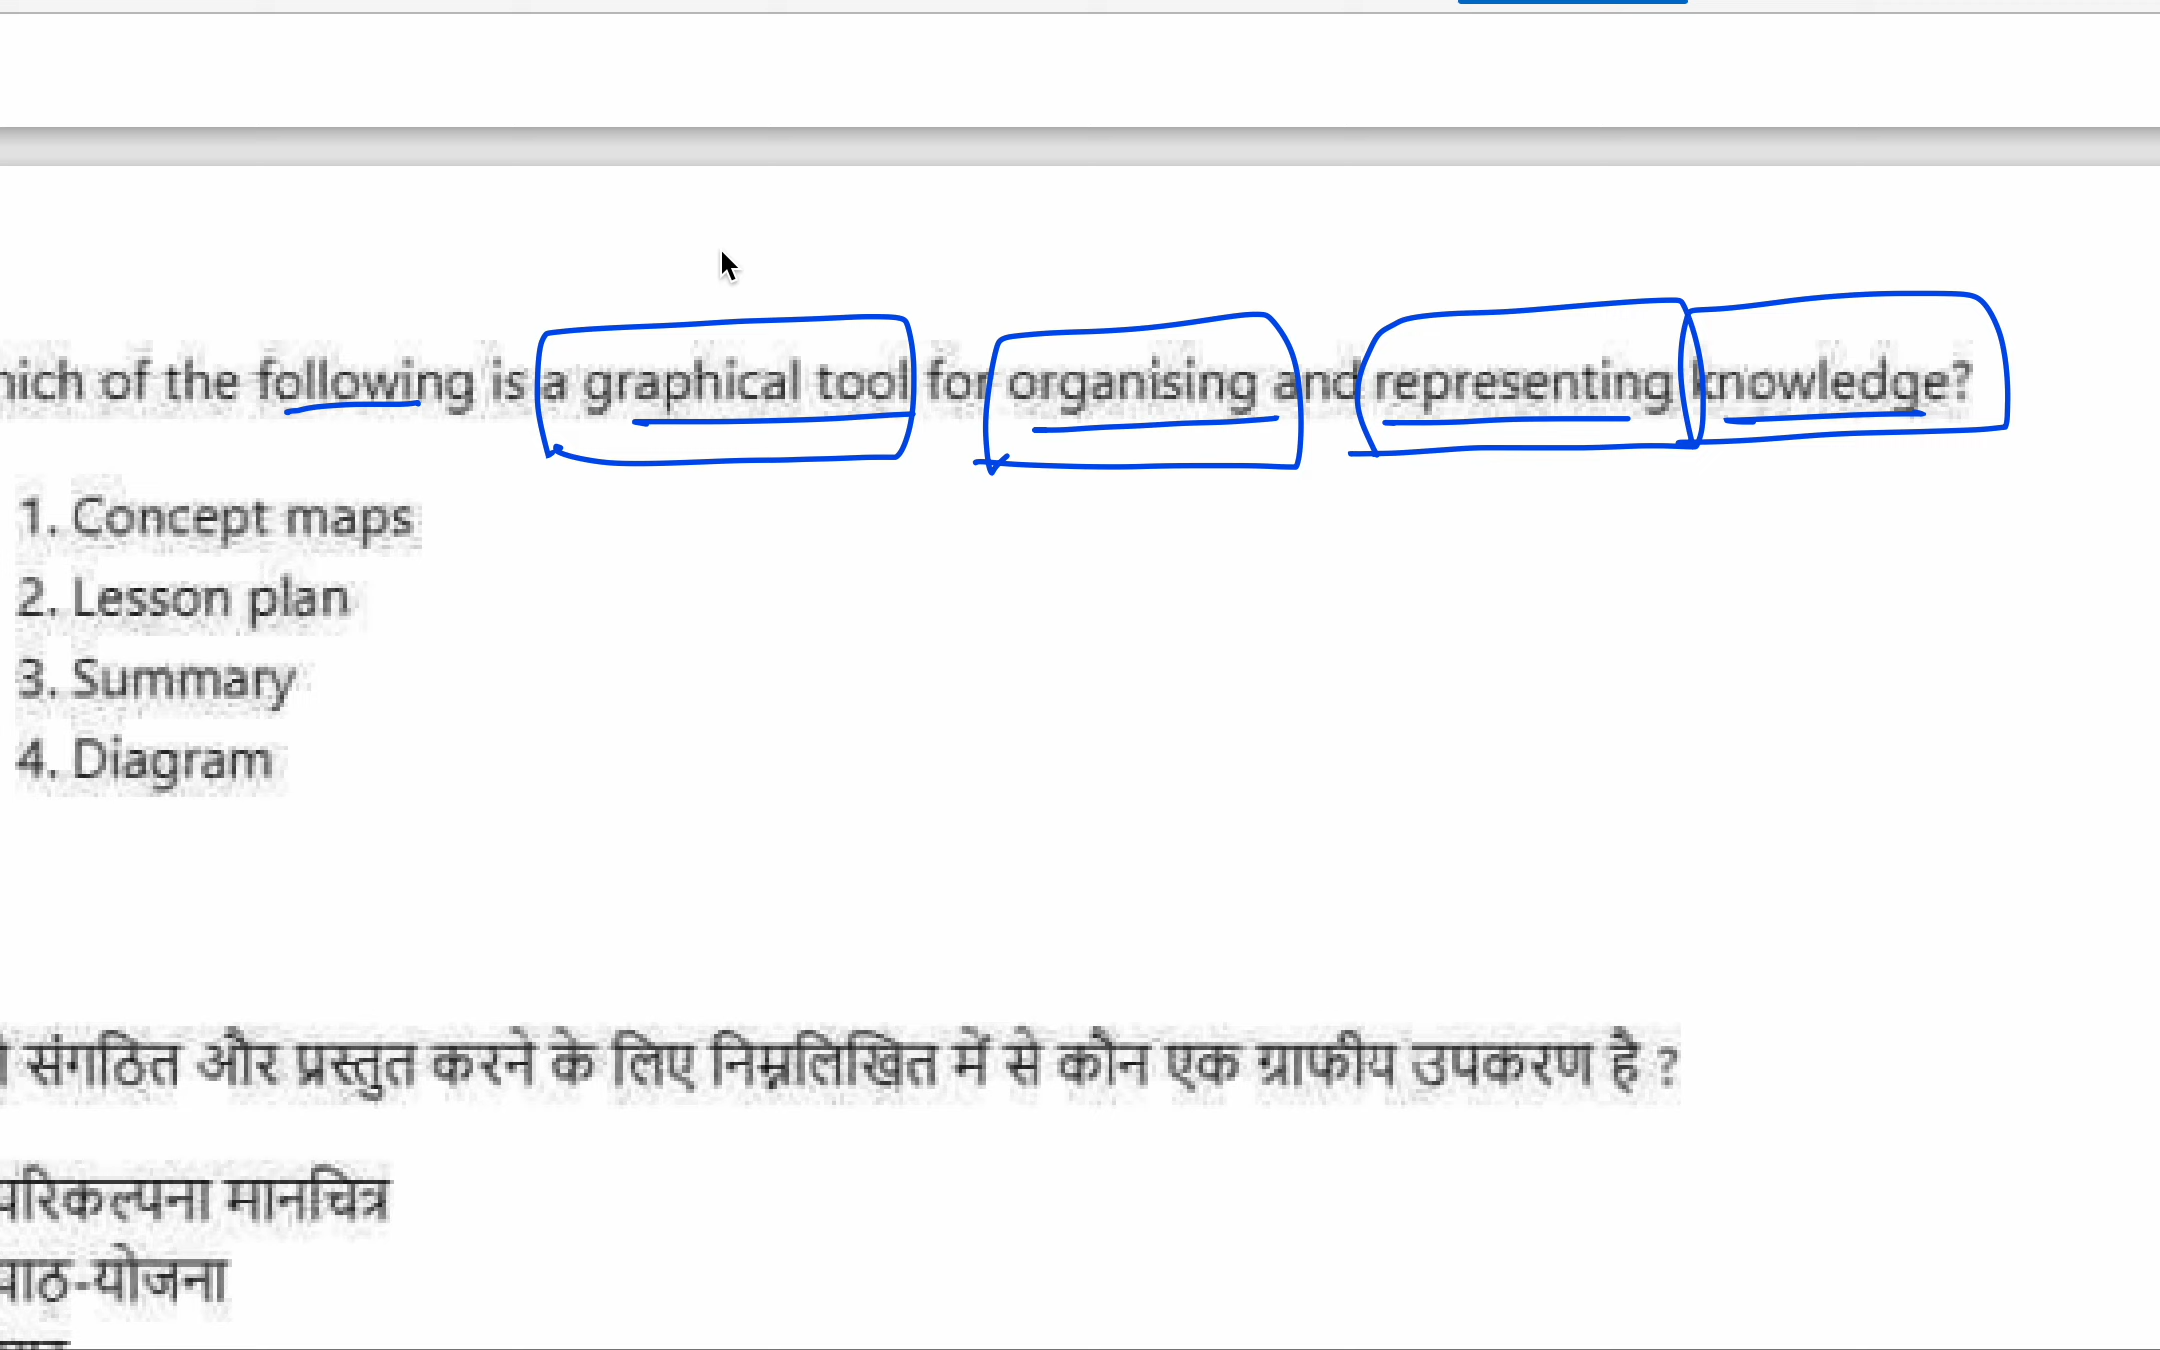 of the following is a graphical tool for organising and representing knowledge?
1. Concept maps
2. Lesson plan
3. Summary
4. Diagram
संगठित और प्रस्तुत करने के लिए निम्नलिखित में से कौन एक ग्राफीय उपकरण है ?
परिकल्पना मानचित्र
पाठ-योजना